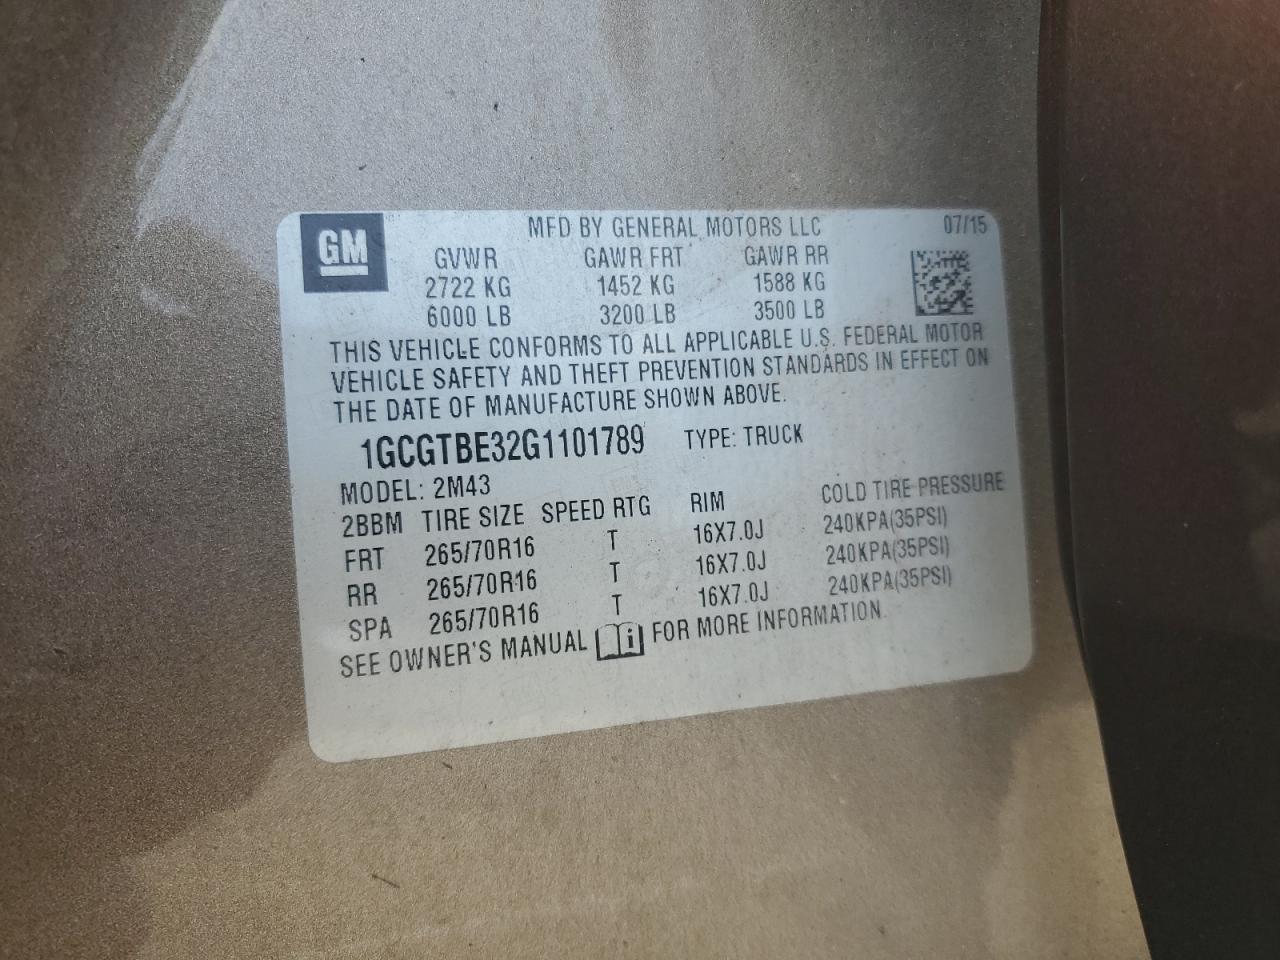 GM
MFD BY GENERAL MOTORS LLC 07/15
GVWR GAWR FRT GAWR RR
2722 KG 1452 KG 1588 KG
6000 LB 3200 LB 3500 LB
THIS VEHICLE CONFORMS TO ALL APPLICABLE U.S. FEDERAL MOTOR
VEHICLE SAFETY AND THEFT PREVENTION STANDARDS IN EFFECT ON
THE DATE OF MANUFACTURE SHOWN ABOVE.
1GCGTBE32G1101789 TYPE: TRUCK
MODEL: 2M43
2BBM TIRE SIZE SPEED RTG RIM COLD TIRE PRESSURE
FRT 265/70R16 T 16X7.0J 240KPA(35PSI)
RR 265/70R16 T 16X7.0J 240KPA(35PSI)
SPA 265/70R16 T 16X7.0J 240KPA(35PSI)
SEE OWNER'S MANUAL i FOR MORE INFORMATION.